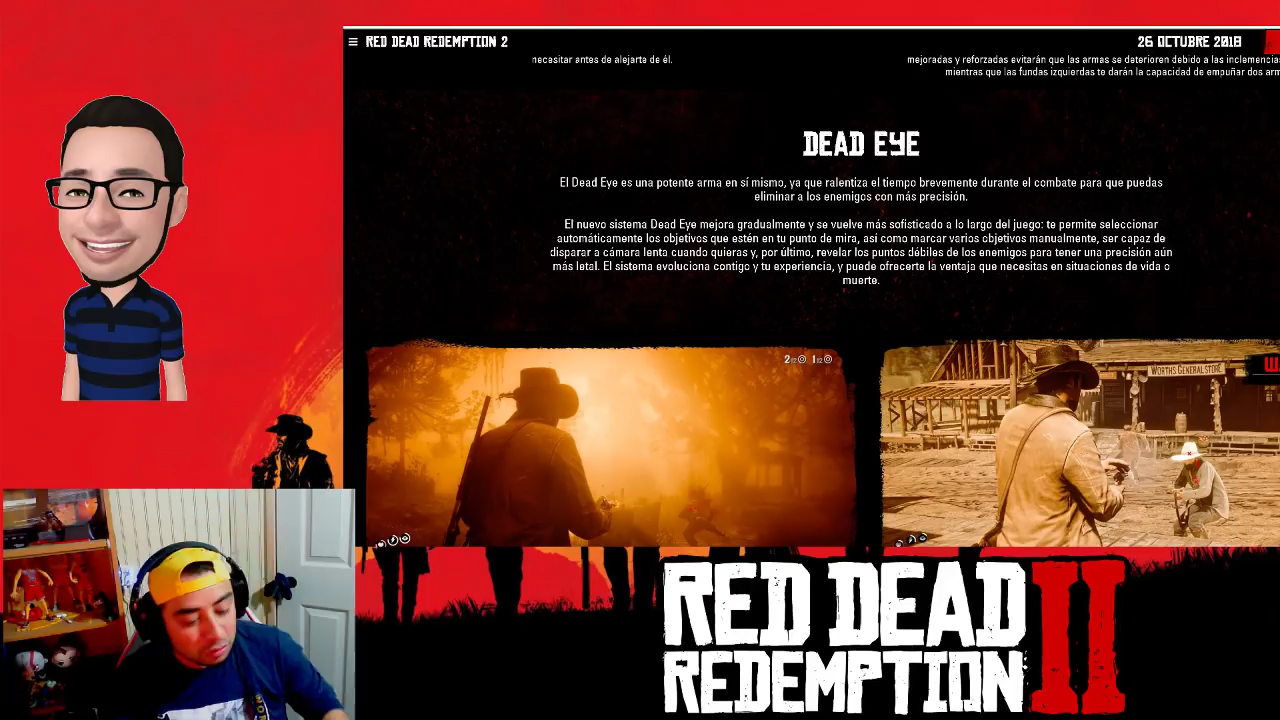 RED DEAD REDEMPTION 2
26 OCTUBRE 2018
necesitar antes de alejarte de él.
mejoradas y reforzadas evitarán que las armas se deterioren debido a las inclemencias
mientras que las fundas izquierdas te darán la capacidad de empuñar dos arm
DEAD EYE
El Dead Eye es una potente arma en sí mismo, ya que ralentiza el tiempo brevemente durante el combate para que puedas
eliminar a los enemigos con más precisión.
El nuevo sistema Dead Eye mejora gradualmente y se vuelve más sofisticado a lo largo del juego: te permite seleccionar
automáticamente los objetivos que estén en tu punto de mira, así como marcar varios objetivos manualmente, ser capaz de
disparar a cámara lenta cuando quieras y, por último, revelar los puntos débiles de los enemigos para tener una precisión aún
más letal. El sistema evoluciona contigo y tu experiencia, y puede ofrecerte la ventaja que necesitas en situaciones de vida o
muerte.
WORTHS GENERAL STORE
RED DEAD
REDEMPTION II